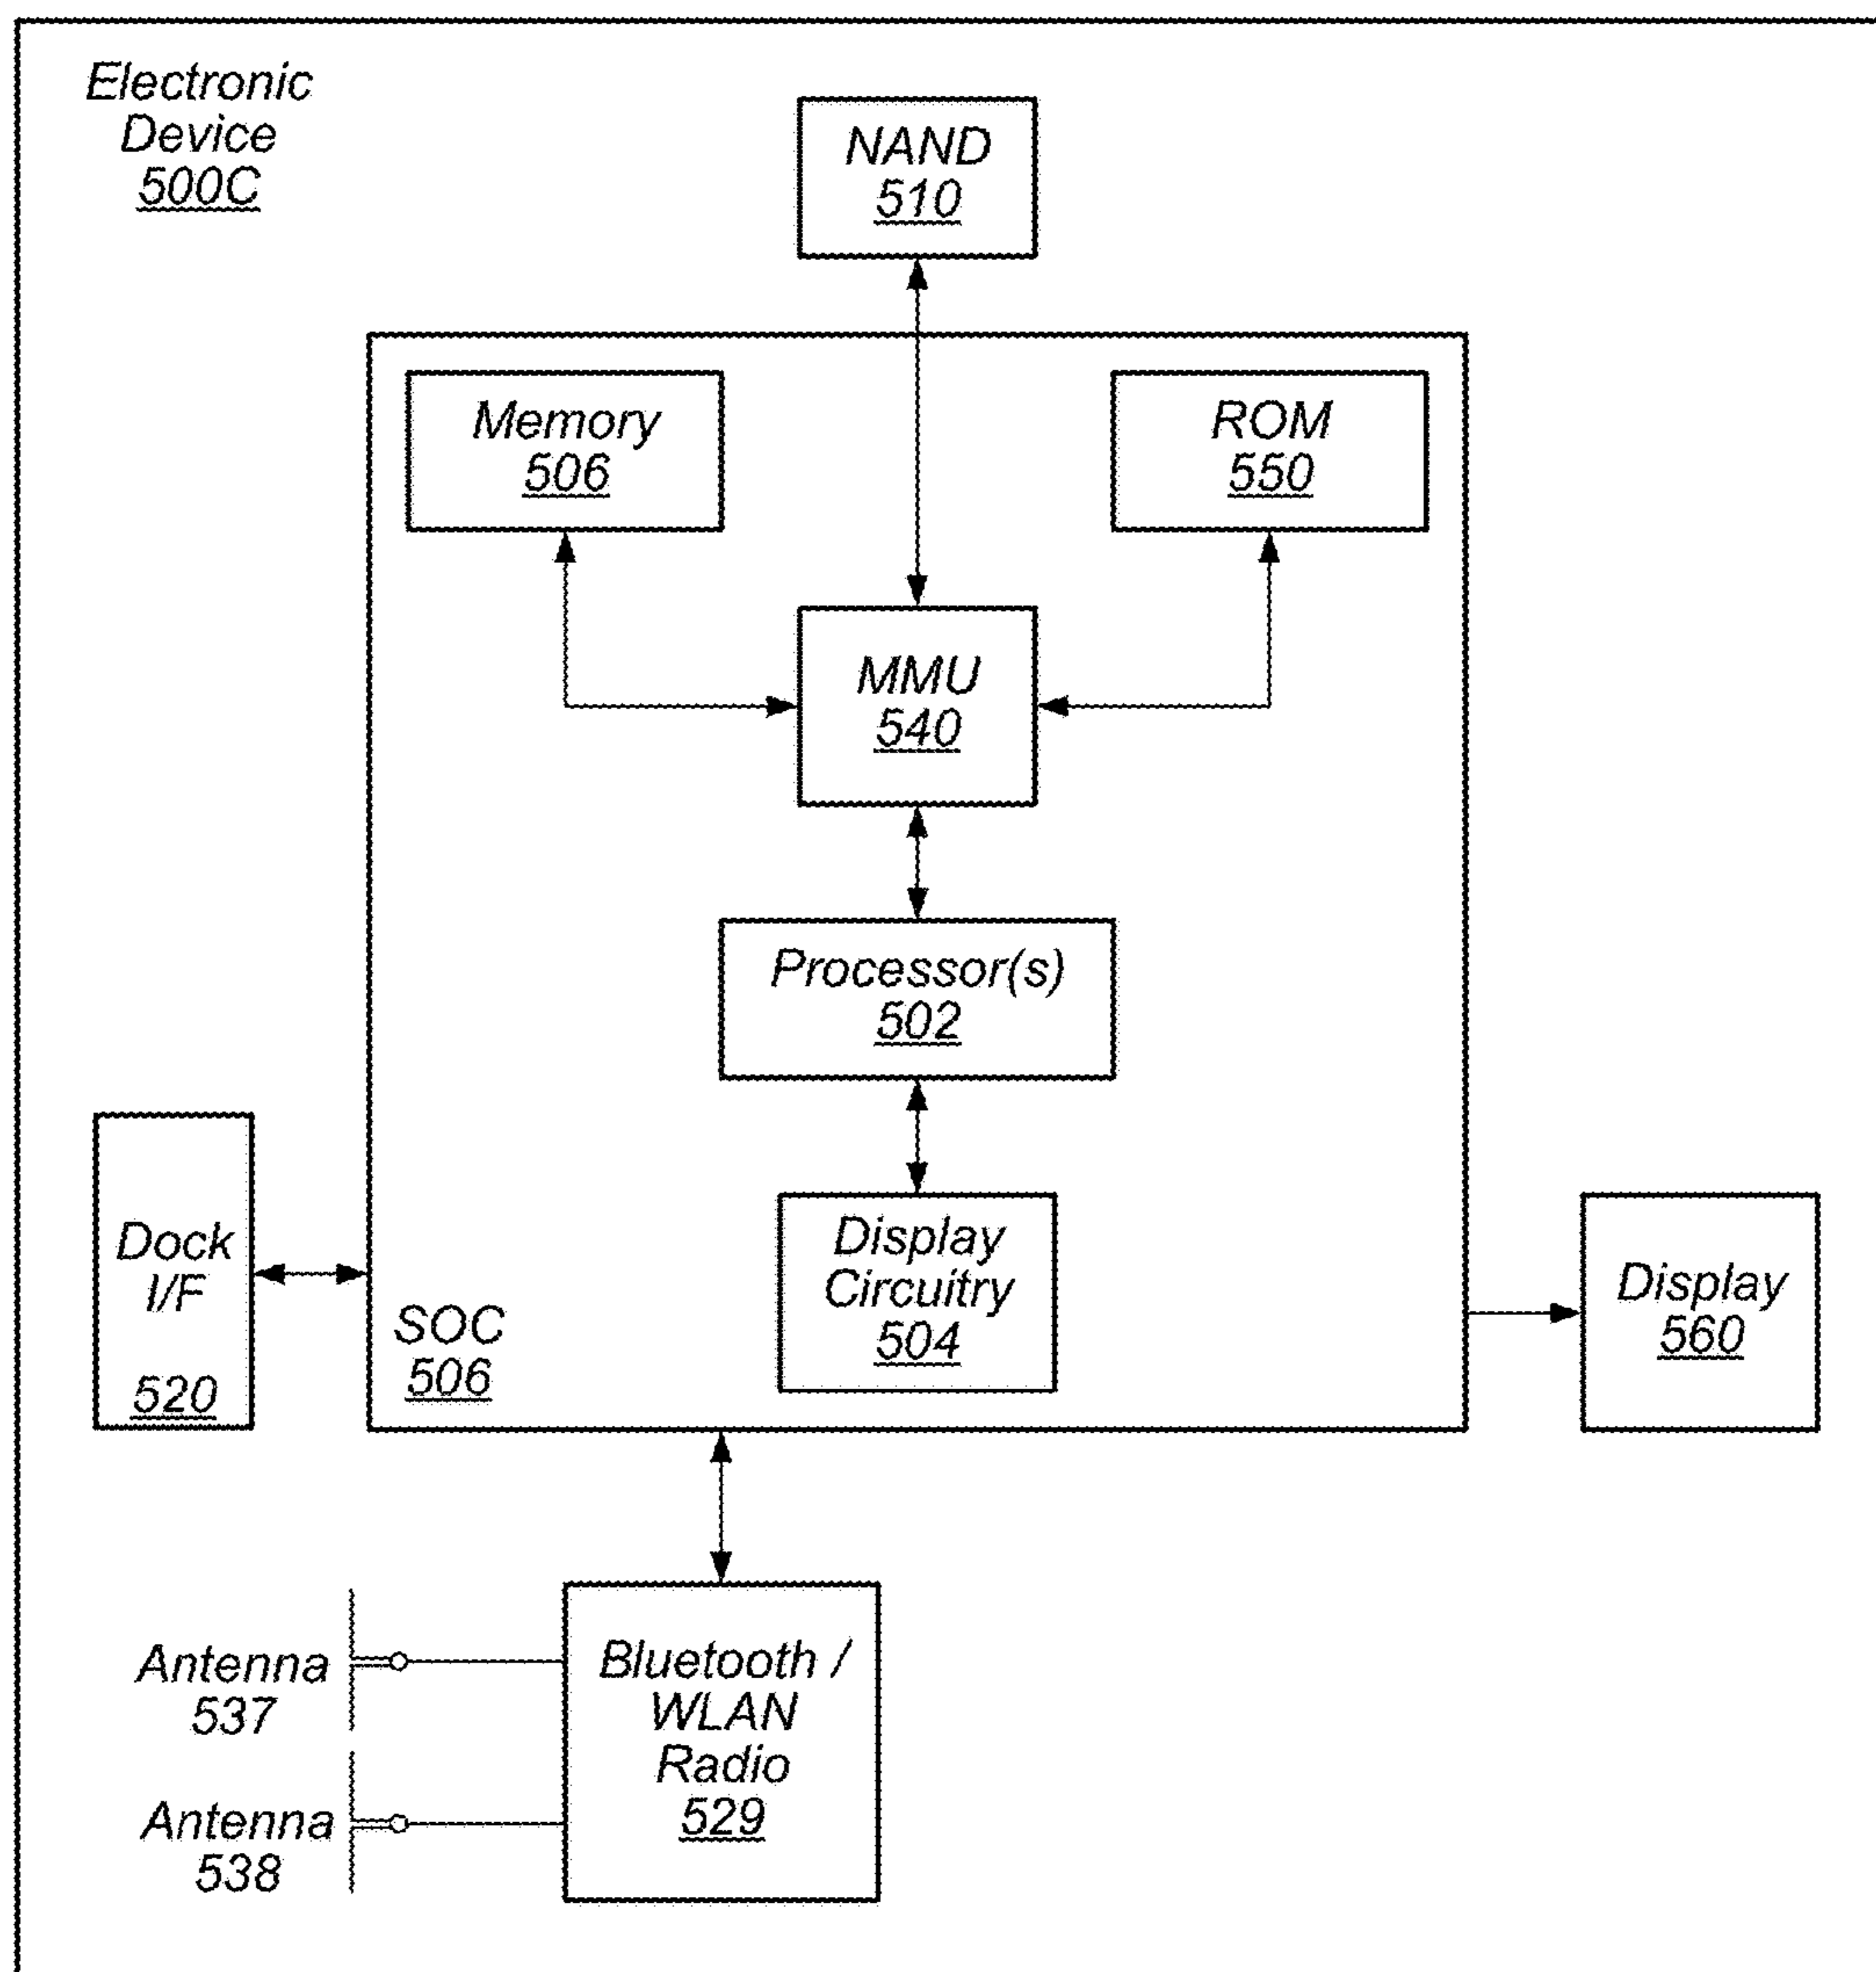 Electronic
Device
500C
NAND
510
Memory
506
ROM
550
MMU
540
Processor(s)
502
Display
Circuitry
504
SOC
506
Dock
I/F
520
Display
560
Bluetooth /
WLAN
Radio
529
Antenna
537
Antenna
538